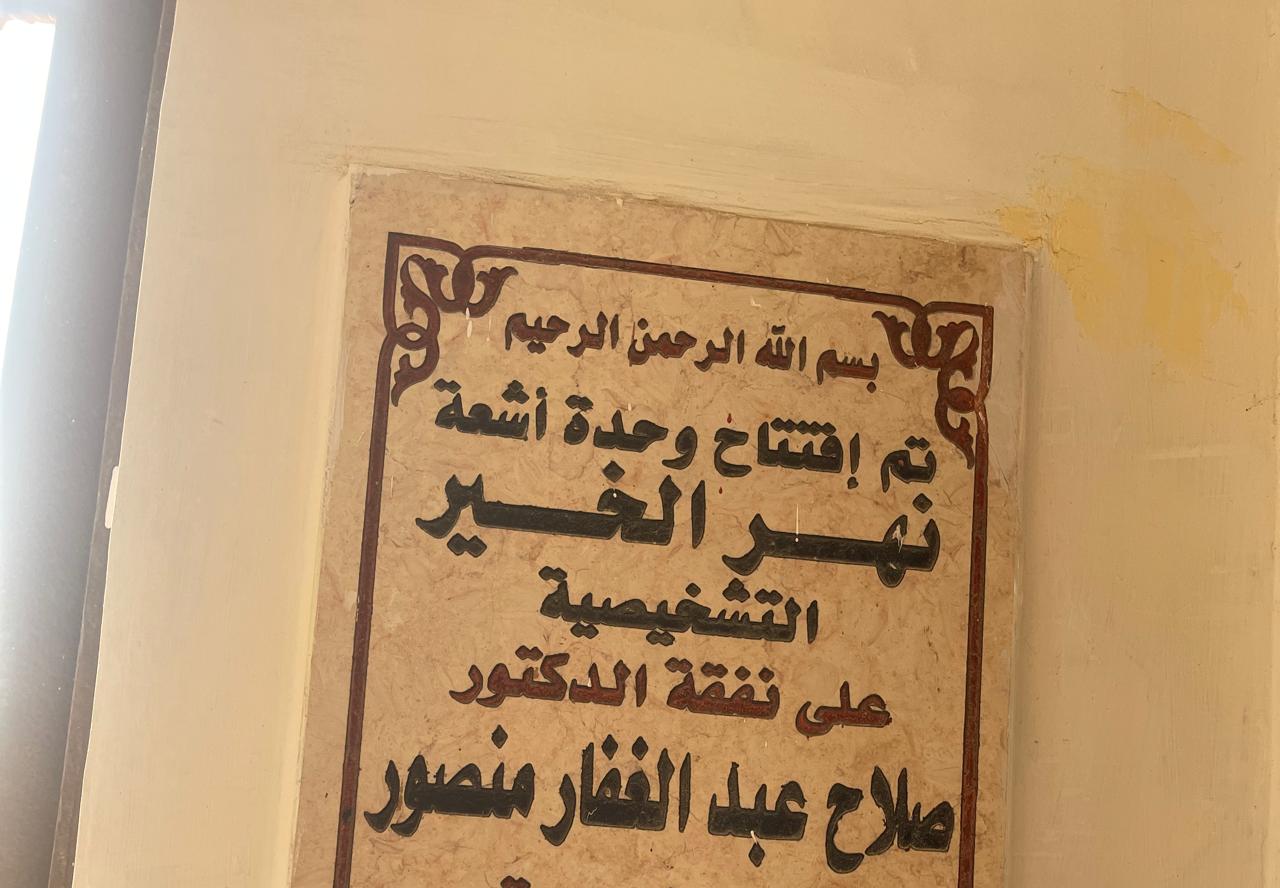 بسم الله الرحمن الرحيم
تم إفتتاح وحدة أشعة
نهر الخير
التشخيصية
على نفقة الدكتور
صلاح عبد الغفار منصور